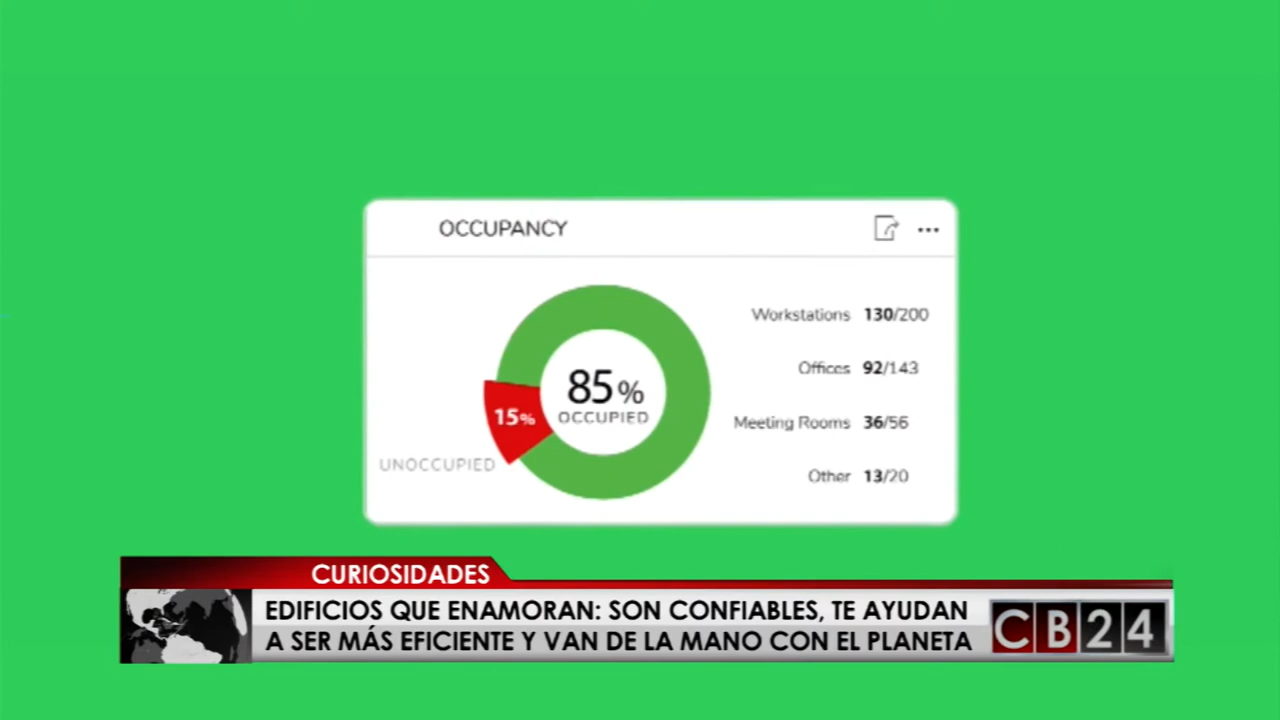 OCCUPANCY
Workstations 130/200
Offices 92/143
Meeting Rooms 36/56
Other 13/20
85%
OCCUPIED
15%
UNOCCUPIED
CURIOSIDADES
EDIFICIOS QUE ENAMORAN: SON CONFIABLES, TE AYUDAN
A SER MÁS EFICIENTE Y VAN DE LA MANO CON EL PLANETA
CB24